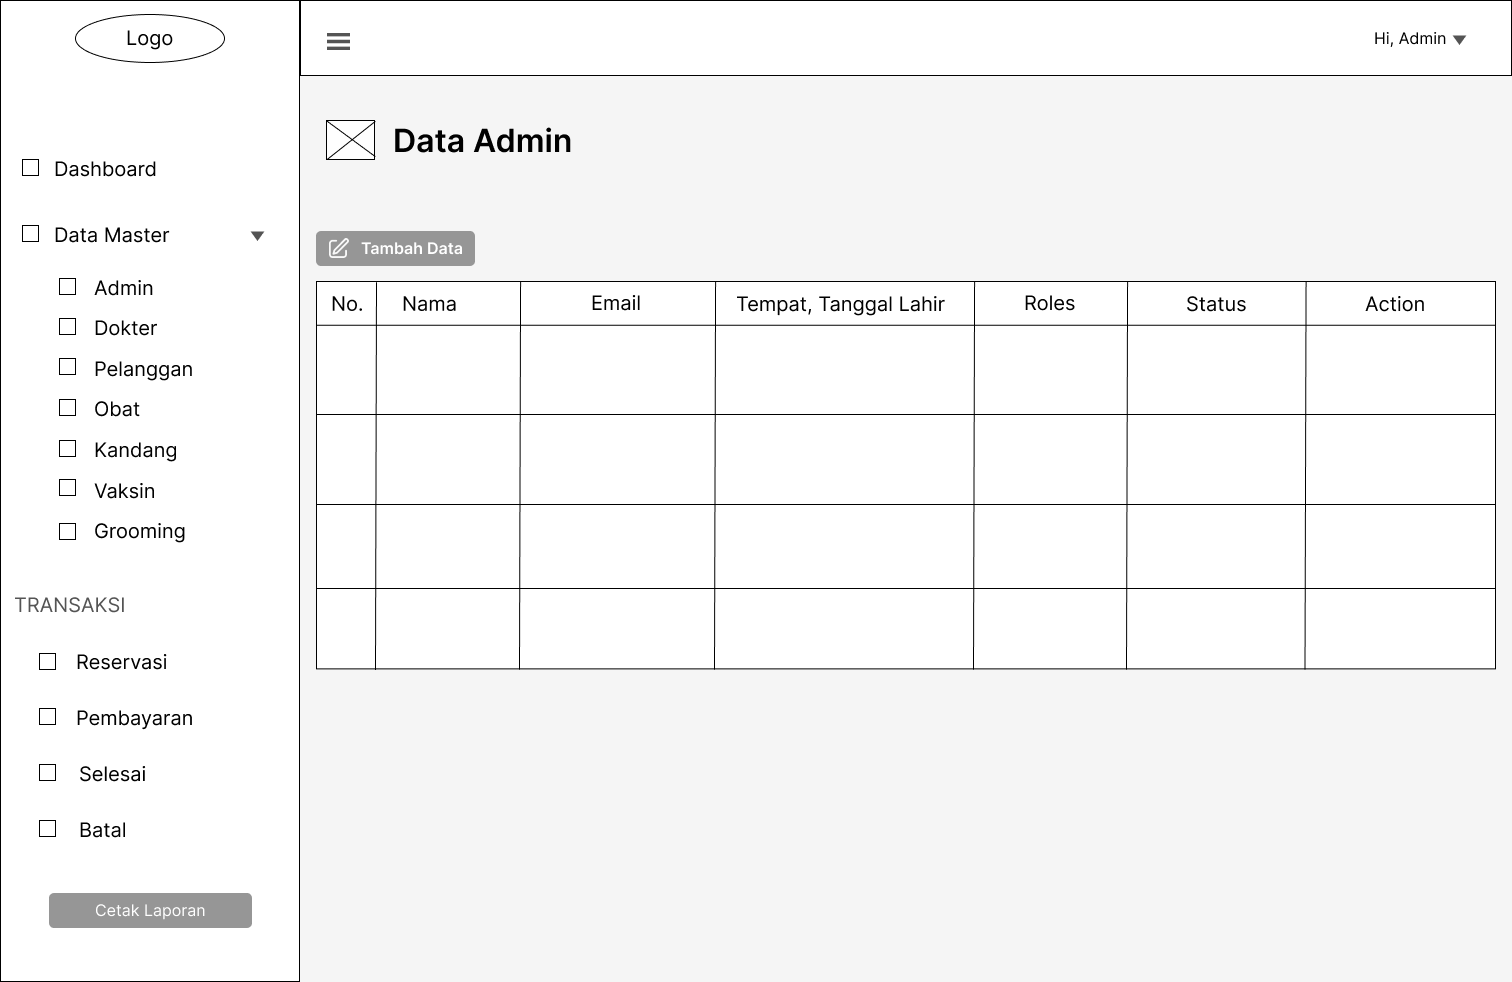 Logo
Hi, Admin
Dashboard
Data Master
Admin
Dokter
Pelanggan
Obat
Kandang
Vaksin
Grooming
TRANSAKSI
Reservasi
Pembayaran
Selesai
Batal
Cetak Laporan
Data Admin
Tambah Data
No. Nama Email Tempat, Tanggal Lahir Roles Status Action